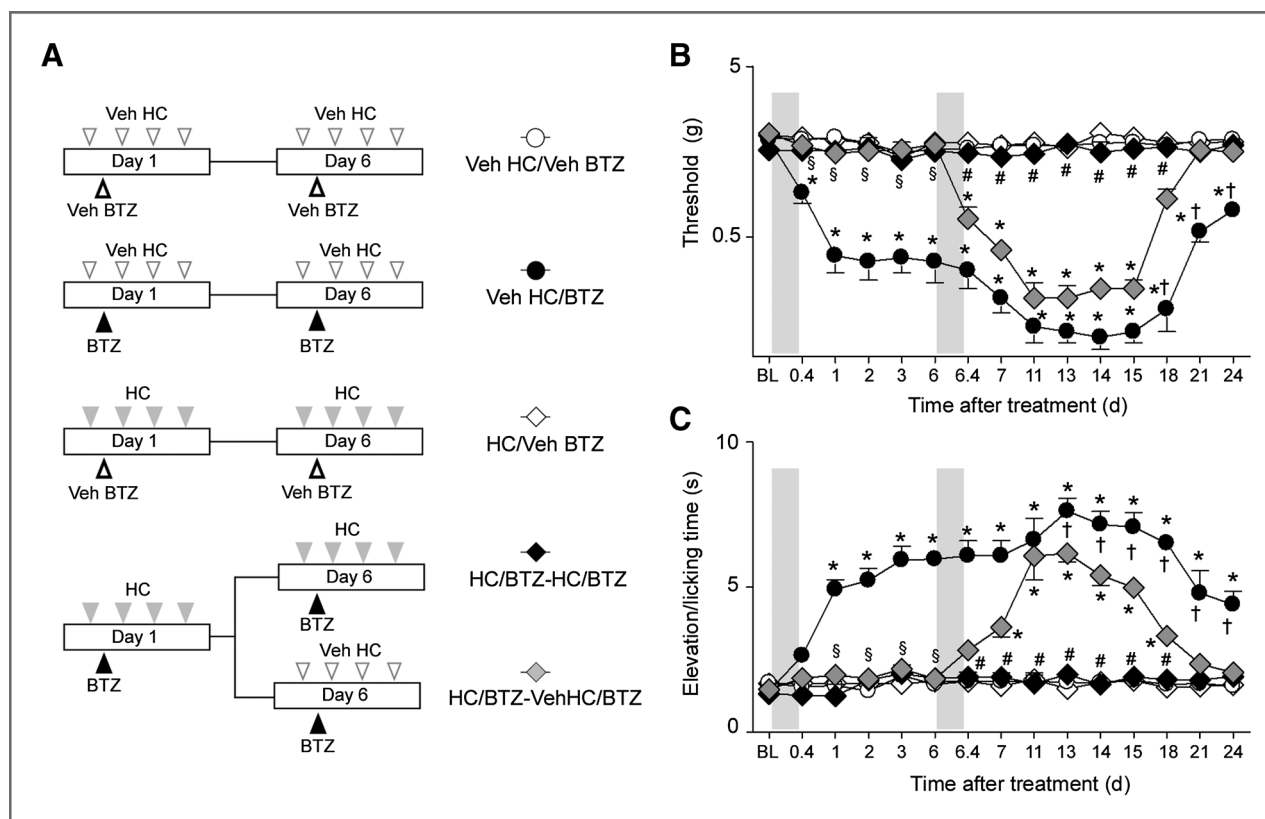 A
Veh HC
Veh HC
Day 1
Day 6
Veh BTZ
Veh BTZ
Veh HC/Veh BTZ
Veh HC
Veh HC
Day 1
Day 6
BTZ
BTZ
Veh HC/BTZ
HC
HC
Day 1
Day 6
Veh BTZ
Veh BTZ
HC/Veh BTZ
HC
Day 6
BTZ
HC/BTZ-HC/BTZ
HC
Day 1
BTZ
Veh HC
Day 6
BTZ
HC/BTZ-VehHC/BTZ
B
Threshold (g)
5
0.5
* § § § § §
# # # # # # #
* * * * * * * * * * *
* * * * * * *† *† *†
BL 0.4 1 2 3 6 6.4 7 11 13 14 15 18 21 24
Time after treatment (d)
C
Elevation/licking time (s)
10
5
0
* * * * * * * * * * * * * *
† † † † † †
* * * * * *
§ § § §
# # # # # # #
BL 0.4 1 2 3 6 6.4 7 11 13 14 15 18 21 24
Time after treatment (d)